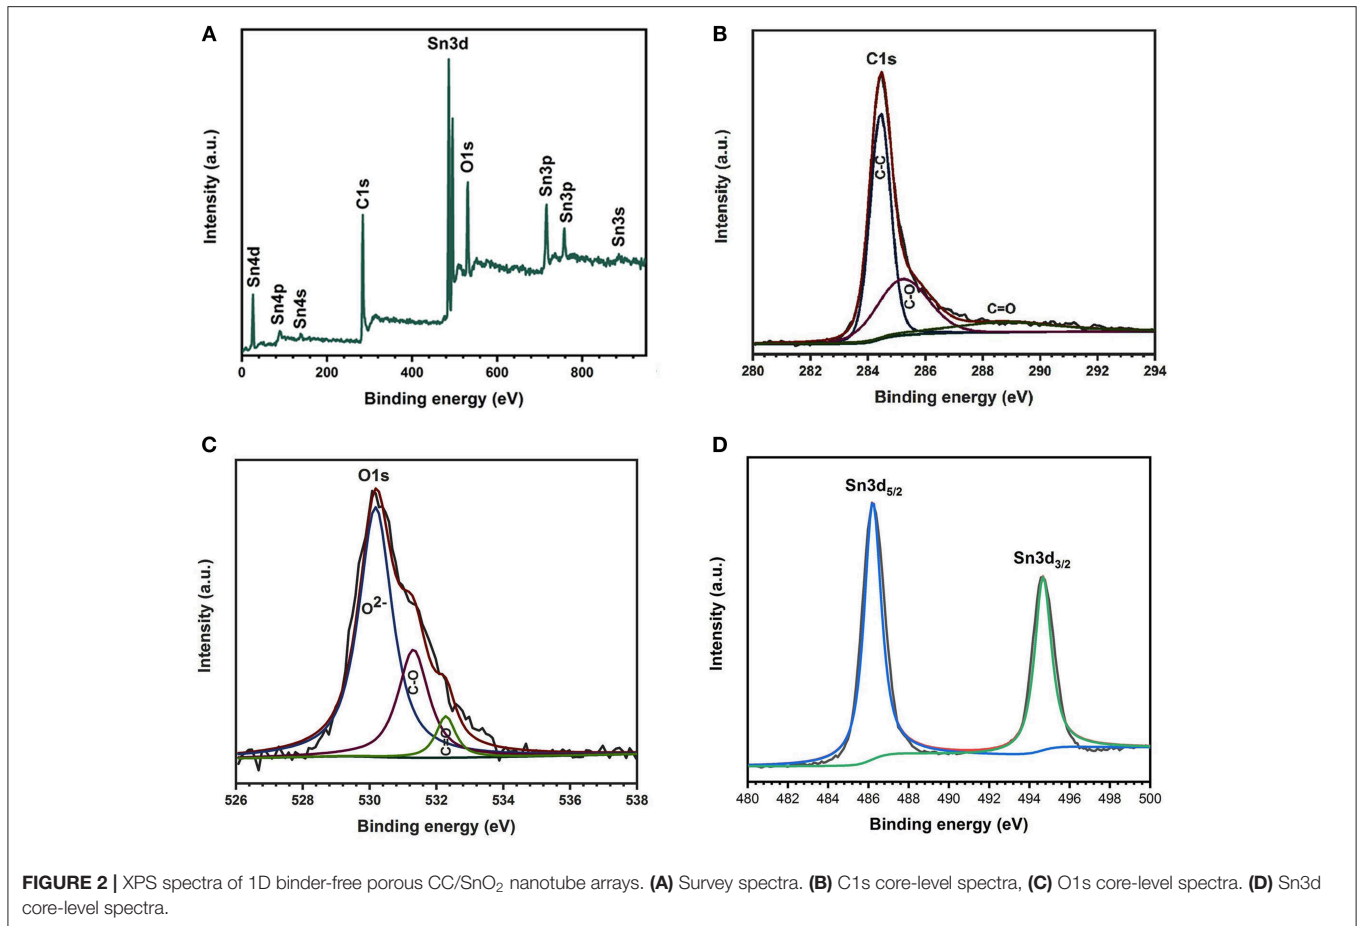 A
Sn3d
C1s
O1s
Sn3p
Sn3p
Sn3s
Sn4d
Sn4p
Sn4s
Intensity (a.u.)
0 200 400 600 800
Binding energy (eV)
B
C1s
C-C
C-O
C=O
Intensity (a.u.)
280 282 284 286 288 290 292 294
Binding energy (eV)
C
O1s
O2-
C-O
C=O
Intensity (a.u.)
526 528 530 532 534 536 538
Binding energy (eV)
D
Sn3d5/2
Sn3d3/2
Intensity (a.u.)
480 482 484 486 488 490 492 494 496 498 500
Binding energy (eV)
FIGURE 2 | XPS spectra of 1D binder-free porous CC/SnO2 nanotube arrays. (A) Survey spectra. (B) C1s core-level spectra, (C) O1s core-level spectra. (D) Sn3d
core-level spectra.